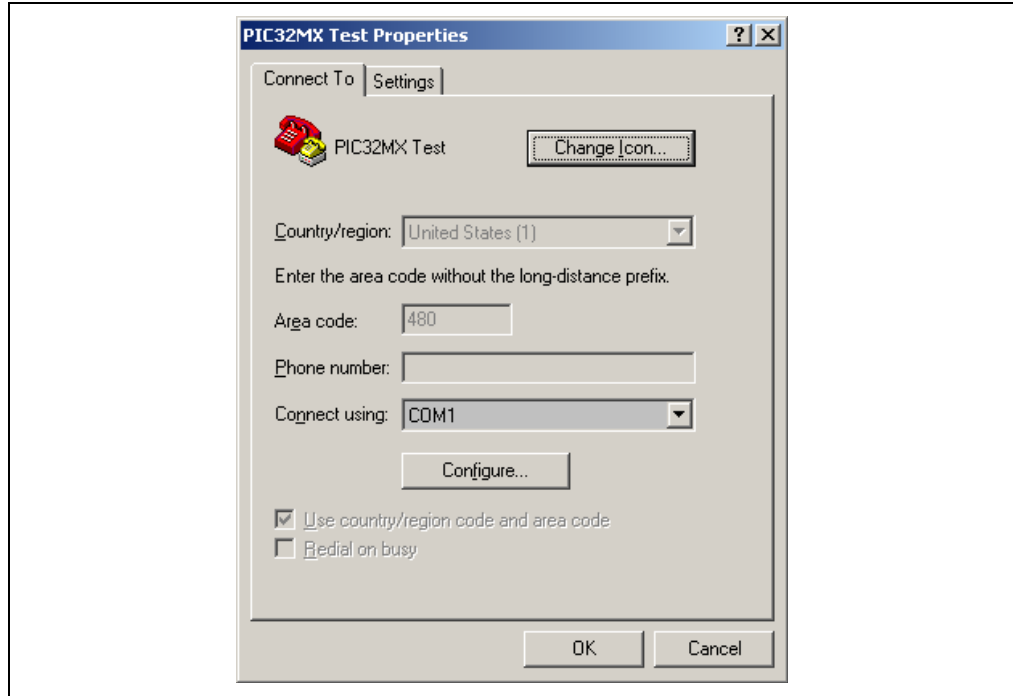 PIC32MX Test Properties
Connect To Settings
PIC32MX Test Change Icon...
Country/region: United States (1)
Enter the area code without the long-distance prefix.
Area code: 480
Phone number:
Connect using: COM1
Configure...
Use country/region code and area code
Redial on busy
OK Cancel